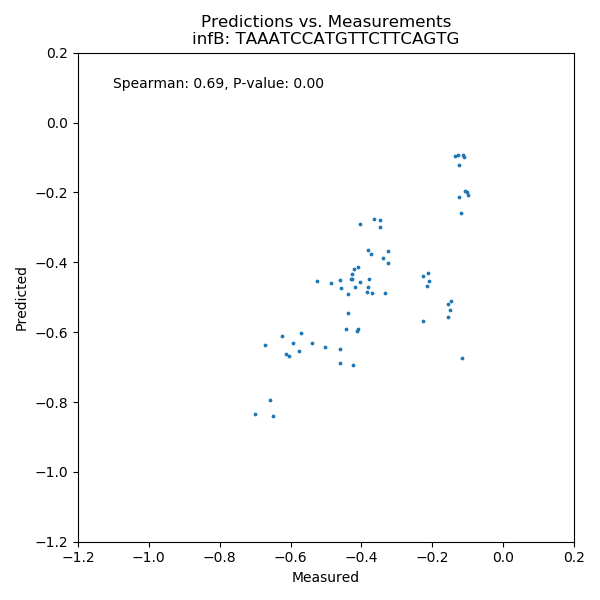 Predictions vs. Measurements
infB: TAAATCCATGTTCTTCAGTG
Spearman: 0.69, P-value: 0.00
0.2
0.0
−0.2
−0.4
−0.6
−0.8
−1.0
−1.2
Predicted
−1.2 −1.0 −0.8 −0.6 −0.4 −0.2 0.0 0.2
Measured